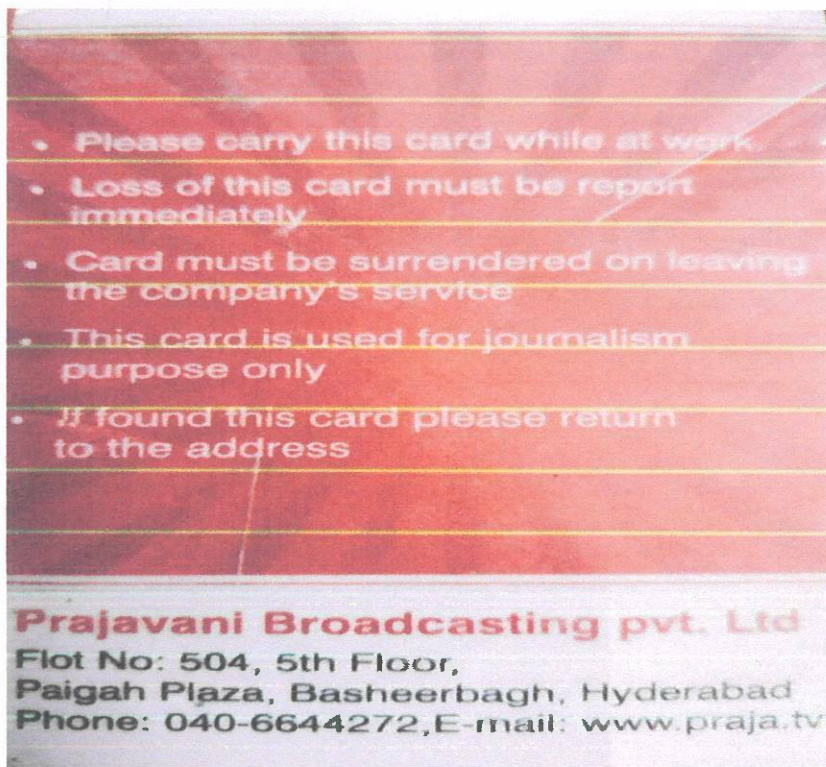 • Please carry this card while at work
• Loss of this card must be report
immediately
• Card must be surrendered on leaving
the company's service
• This card is used for journalism
purpose only
• If found this card please return
to the address
Prajavani Broadcasting pvt. Ltd
Flot No: 504, 5th Floor,
Paigah Plaza, Basheerbagh, Hyderabad
Phone: 040-6644272,E-mail: www.praja.tv